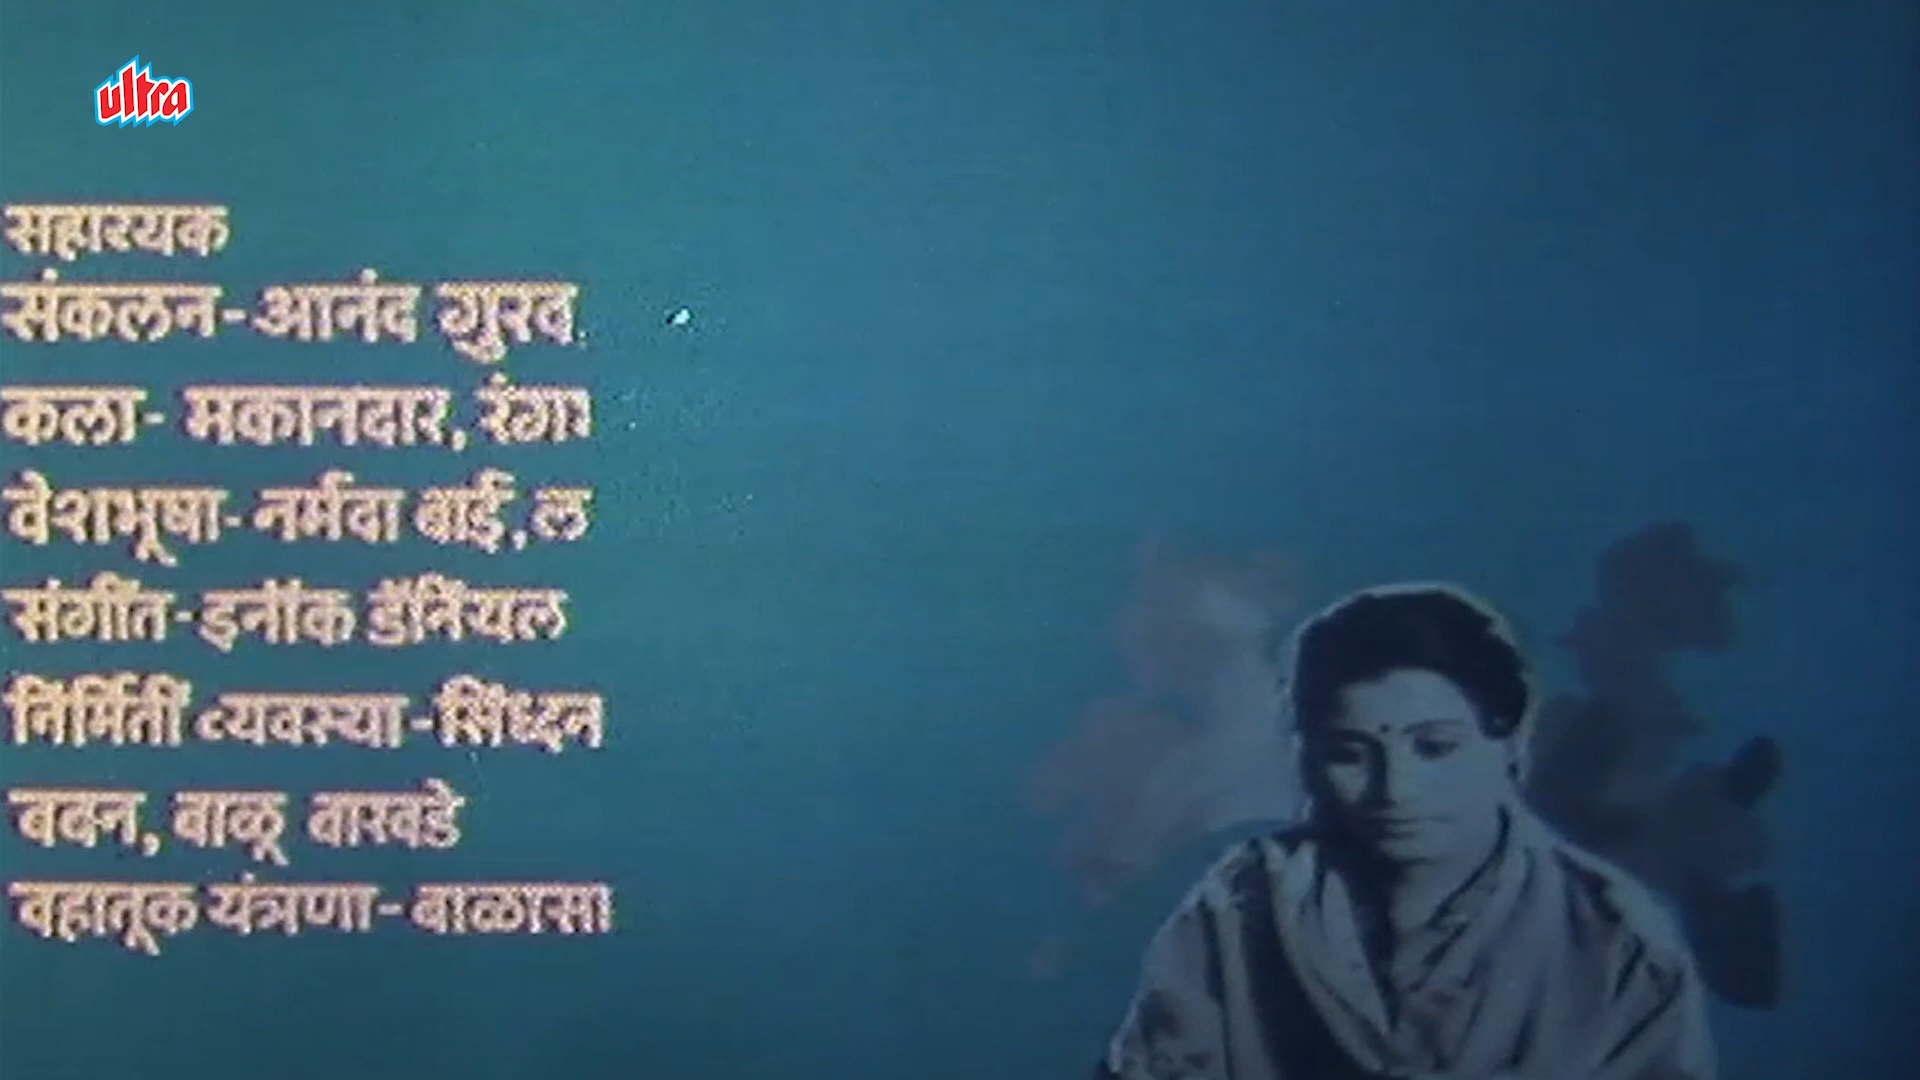 ultra
सहाय्यक
संकलन-आनंद गुरव
कला- मकानदार, रंगा
वेशभूषा- नर्मदा बाई, ल
संगीत-इनॉक डॅनियल
निर्मिती व्यवस्था-सिध्दन
बबन, बाळू वारवडे
वहातूक यंत्रणा-बाळासा